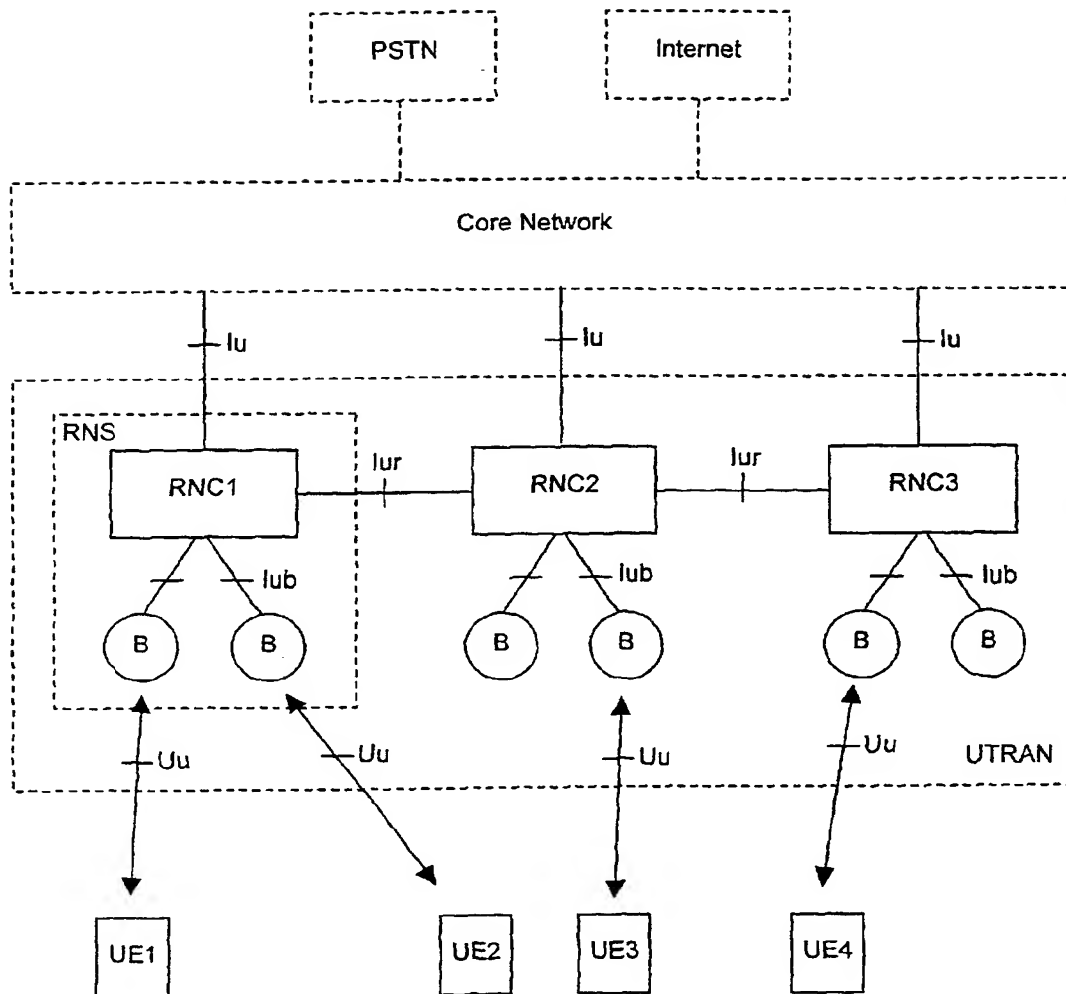 PSTN
Internet
Core Network
Iu
Iu
Iu
RNS
RNC1
Iur
RNC2
Iur
RNC3
Iub
Iub
Iub
B
B
B
B
B
B
Uu
Uu
Uu
Uu
UTRAN
UE1
UE2
UE3
UE4